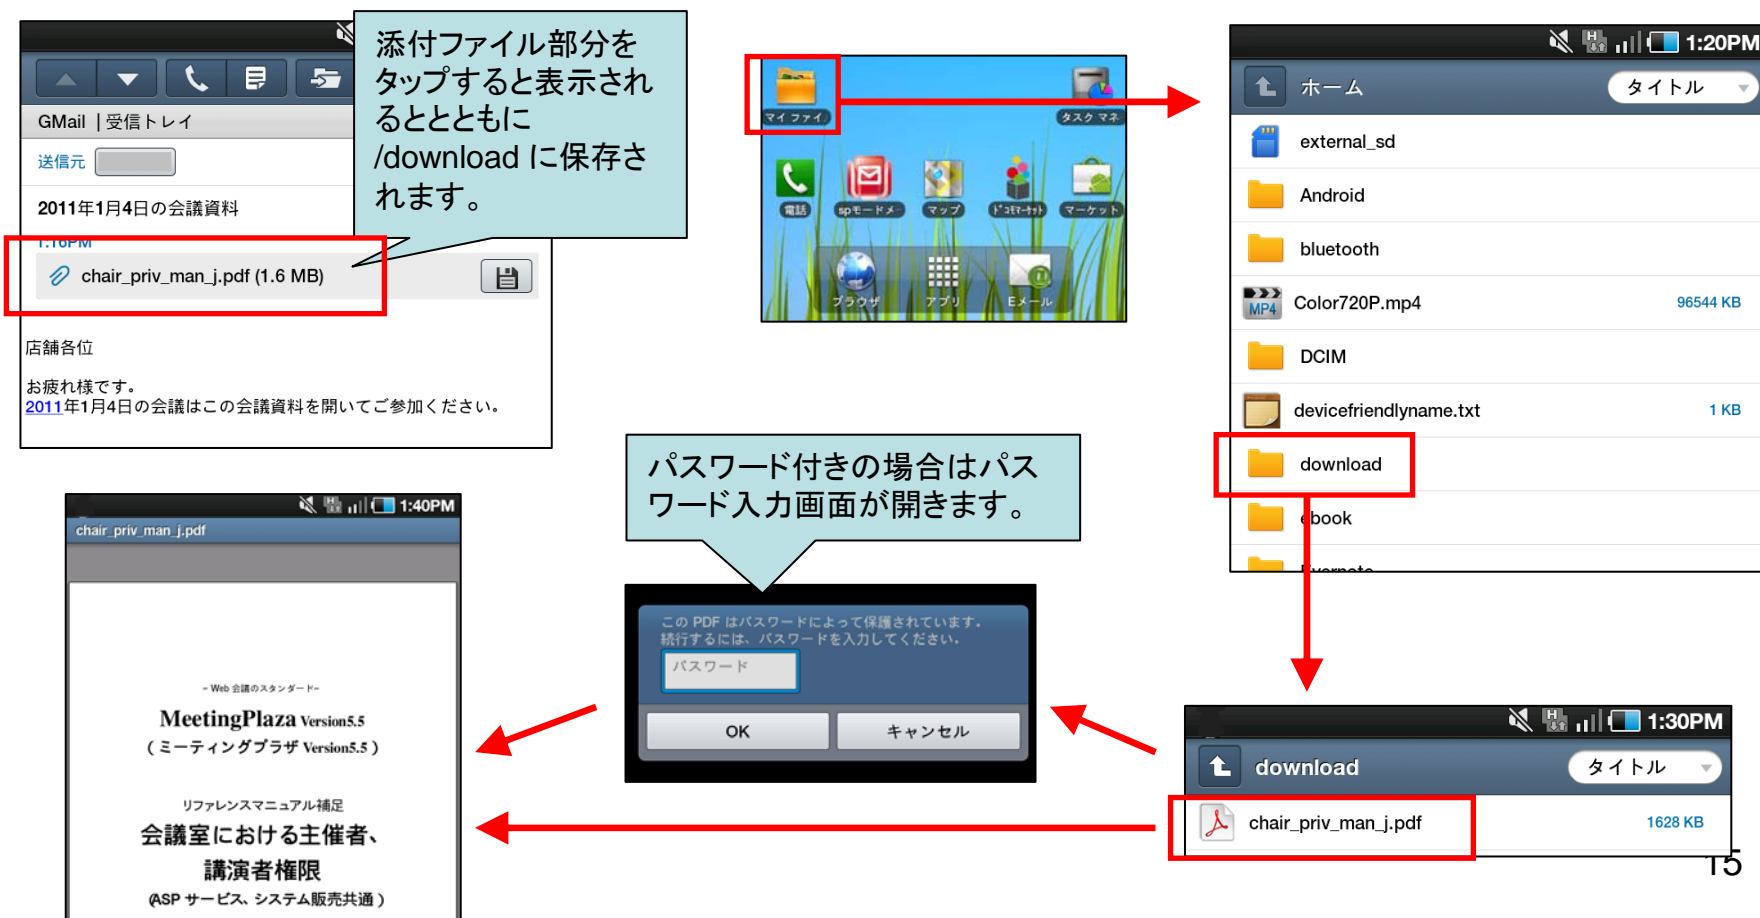 添付ファイル部分を
タップすると表示され
るととともに
/download に保存さ
れます。
GMail | 受信トレイ
送信元
2011年1月4日の会議資料
1:16PM
chair_priv_man_j.pdf (1.6 MB)
店舗各位
お疲れ様です。
2011年1月4日の会議はこの会議資料を開いてご参加ください。
マイ ファイ
タスク マネ
電話
spモードメー
マップ
ドコモマーケット
マーケット
ブラウザ
アプリ
Eメール
1:20PM
ホーム
タイトル
external_sd
Android
bluetooth
MP4
Color720P.mp4
96544 KB
DCIM
devicefriendlyname.txt
1 KB
download
ebook
Evernote
パスワード付きの場合はパス
ワード入力画面が開きます。
この PDF はパスワードによって保護されています。
続行するには、パスワードを入力してください。
パスワード
OK
キャンセル
1:30PM
download
タイトル
chair_priv_man_j.pdf
1628 KB
1:40PM
chair_priv_man_j.pdf
－Web 会議のスタンダード－
MeetingPlaza Version5.5
( ミーティングプラザ Version5.5 )
リファレンスマニュアル補足
会議室における主催者、
講演者権限
(ASP サービス、システム販売共通 )
15